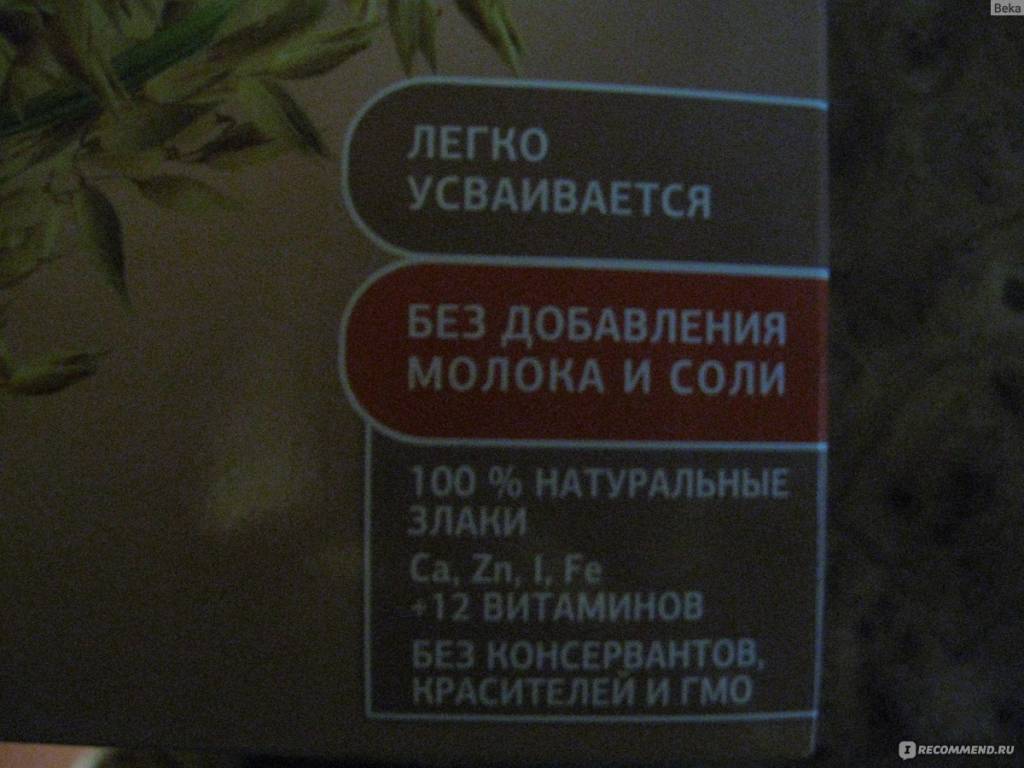 Beka
ЛЕГКО
УСВАИВАЕТСЯ
БЕЗ ДОБАВЛЕНИЯ
МОЛОКА И СОЛИ
100 % НАТУРАЛЬНЫЕ
ЗЛАКИ
Ca, Zn, I, Fe
+12 ВИТАМИНОВ
БЕЗ КОНСЕРВАНТОВ,
КРАСИТЕЛЕЙ И ГМО
IRECOMMEND.RU